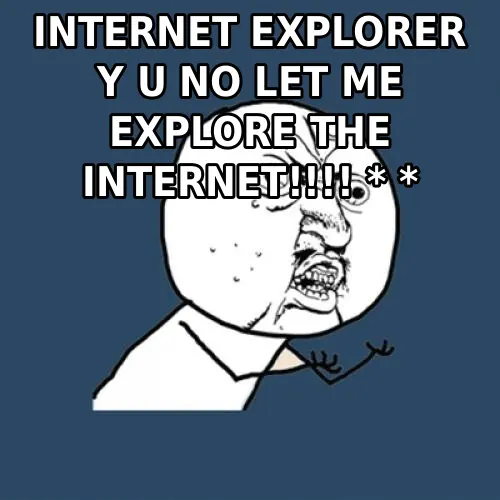 INTERNET EXPLORER
Y U NO LET ME
EXPLORE THE
INTERNET!!!! * *